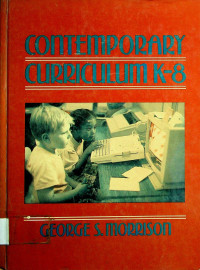 CONTEMPORARY
CURRICULUM K-8
GEORGE S. MORRISON